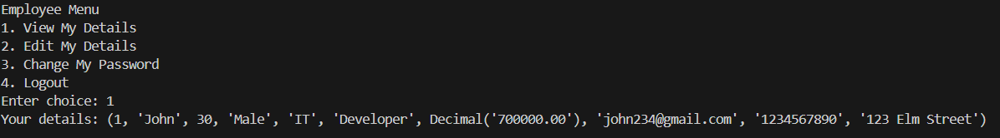 Employee Menu
1. View My Details
2. Edit My Details
3. Change My Password
4. Logout
Enter choice: 1
Your details: (1, 'John', 30, 'Male', 'IT', 'Developer', Decimal('700000.00'), 'john234@gmail.com', '1234567890', '123 Elm Street')